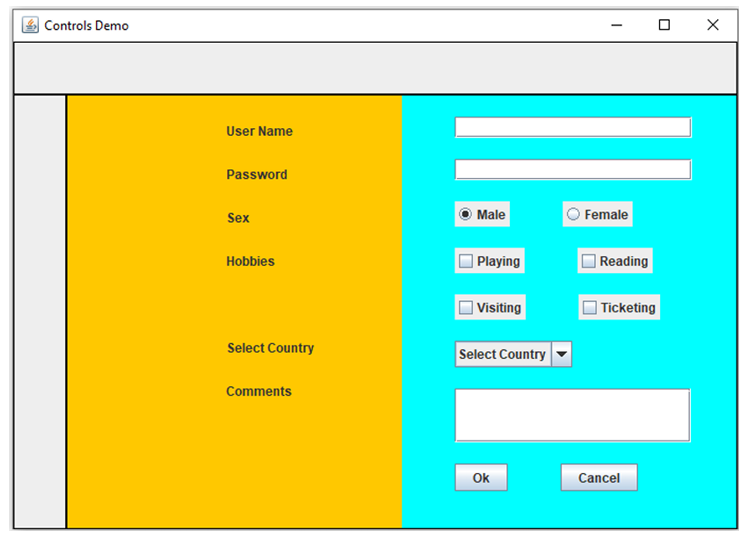 Controls Demo
User Name
Password
Sex Male Female
Hobbies Playing Reading
Visiting Ticketing
Select Country Select Country
Comments
Ok Cancel